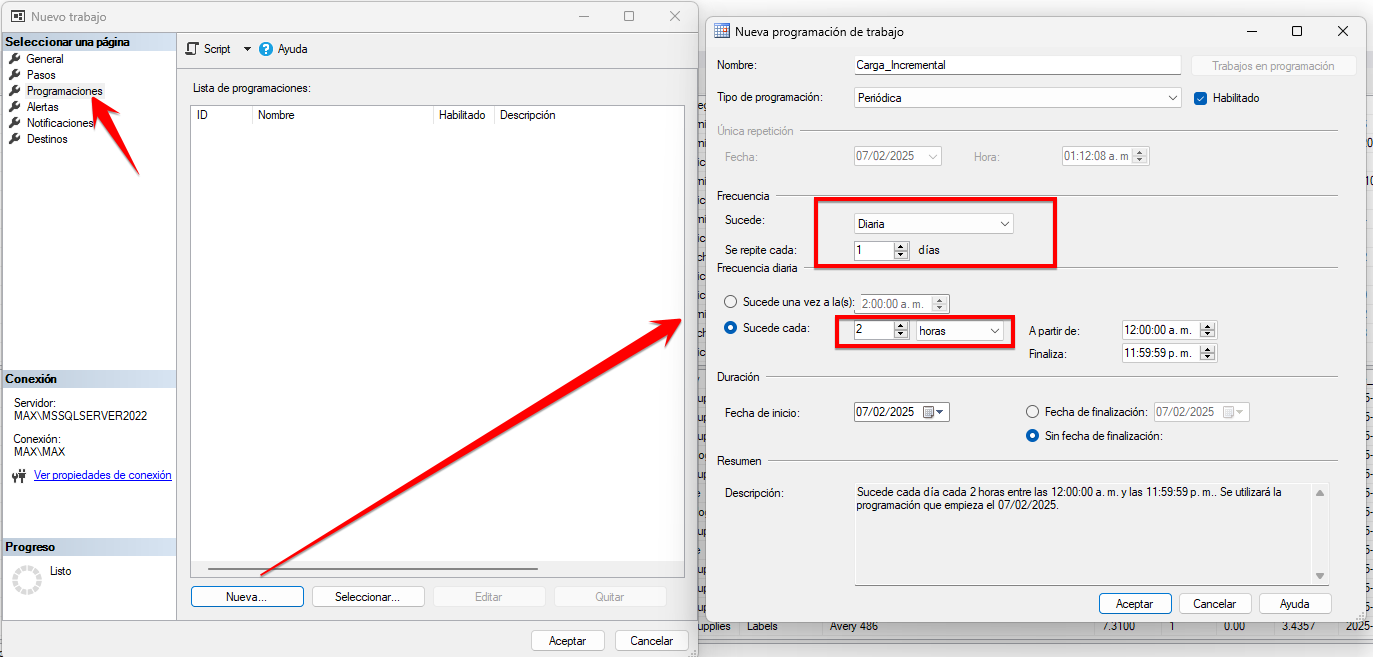 Nuevo trabajo
Seleccionar una página
General
Pasos
Programaciones
Alertas
Notificaciones
Destinos
Conexión
Servidor:
MAX\MSSQLSERVER2022
Conexión:
MAX\MAX
Ver propiedades de conexión
Progreso
Listo
Script Ayuda
Lista de programaciones:
ID Nombre Habilitado Descripción
Nueva... Seleccionar... Editar Quitar
Aceptar Cancelar
Nueva programación de trabajo
Nombre: Carga_Incremental Trabajos en programación
Tipo de programación: Periódica Habilitado
Única repetición
Fecha: 07/02/2025 Hora: 01:12:08 a. m
Frecuencia
Sucede: Diaria
Se repite cada: 1 días
Frecuencia diaria
Sucede una vez a la(s): 2:00:00 a. m.
Sucede cada: 2 horas A partir de: 12:00:00 a. m.
Finaliza: 11:59:59 p. m.
Duración
Fecha de inicio: 07/02/2025 Fecha de finalización: 07/02/2025
Sin fecha de finalización:
Resumen
Descripción: Sucede cada día cada 2 horas entre las 12:00:00 a. m. y las 11:59:59 p. m.. Se utilizará la
programación que empieza el 07/02/2025.
Aceptar Cancelar Ayuda
upplies Labels Avery 486 7.3100 1 0.00 3.4357 2025-